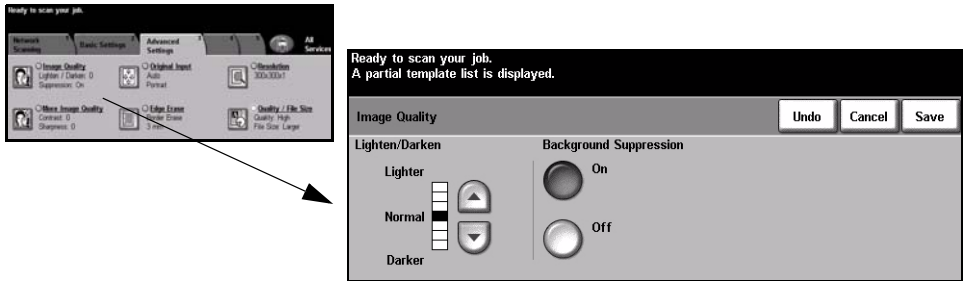 Ready to scan your job.
Network Scanning
Basic Settings
Advanced Settings
All Services
Image Quality
Lighten / Darken: 0
Suppression: On
Original Input
Auto
Portrait
Resolution
300x300x1
More Image Quality
Contrast: 0
Sharpness: 0
Edge Erase
Border Erase
3 mm
Quality / File Size
Quality: High
File Size: Larger
Ready to scan your job.
A partial template list is displayed.
Image Quality
Undo
Cancel
Save
Lighten/Darken
Background Suppression
Lighter
Normal
Darker
On
Off